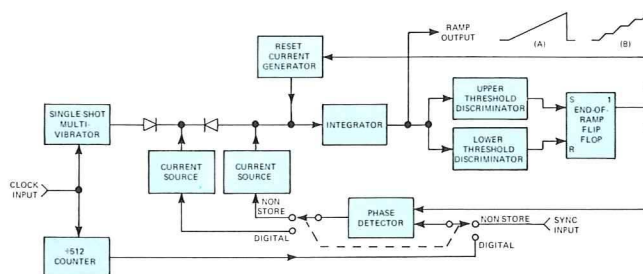 RAMP
OUTPUT
(A)
(B)
RESET
CURRENT
GENERATOR
SINGLE SHOT
MULTI-
VIBRATOR
INTEGRATOR
UPPER
THRESHOLD
DISCRIMINATOR
LOWER
THRESHOLD
DISCRIMINATOR
S 1
END-OF-
RAMP
FLIP
FLOP
R
CURRENT
SOURCE
CURRENT
SOURCE
CLOCK
INPUT
NON
STORE
DIGITAL
PHASE
DETECTOR
NON STORE
DIGITAL
SYNC
INPUT
÷512
COUNTER